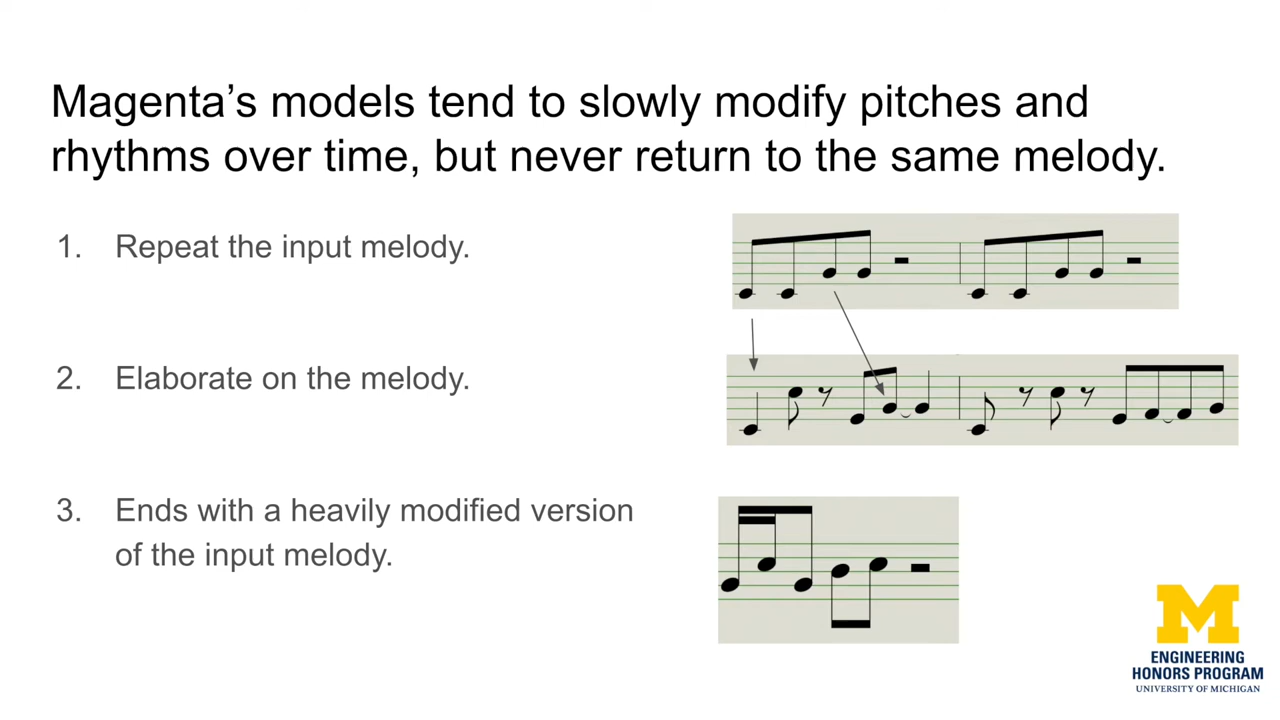 Magenta’s models tend to slowly modify pitches and
rhythms over time, but never return to the same melody.
1. Repeat the input melody.
2. Elaborate on the melody.
3. Ends with a heavily modified version
of the input melody.
M
ENGINEERING
HONORS PROGRAM
UNIVERSITY OF MICHIGAN